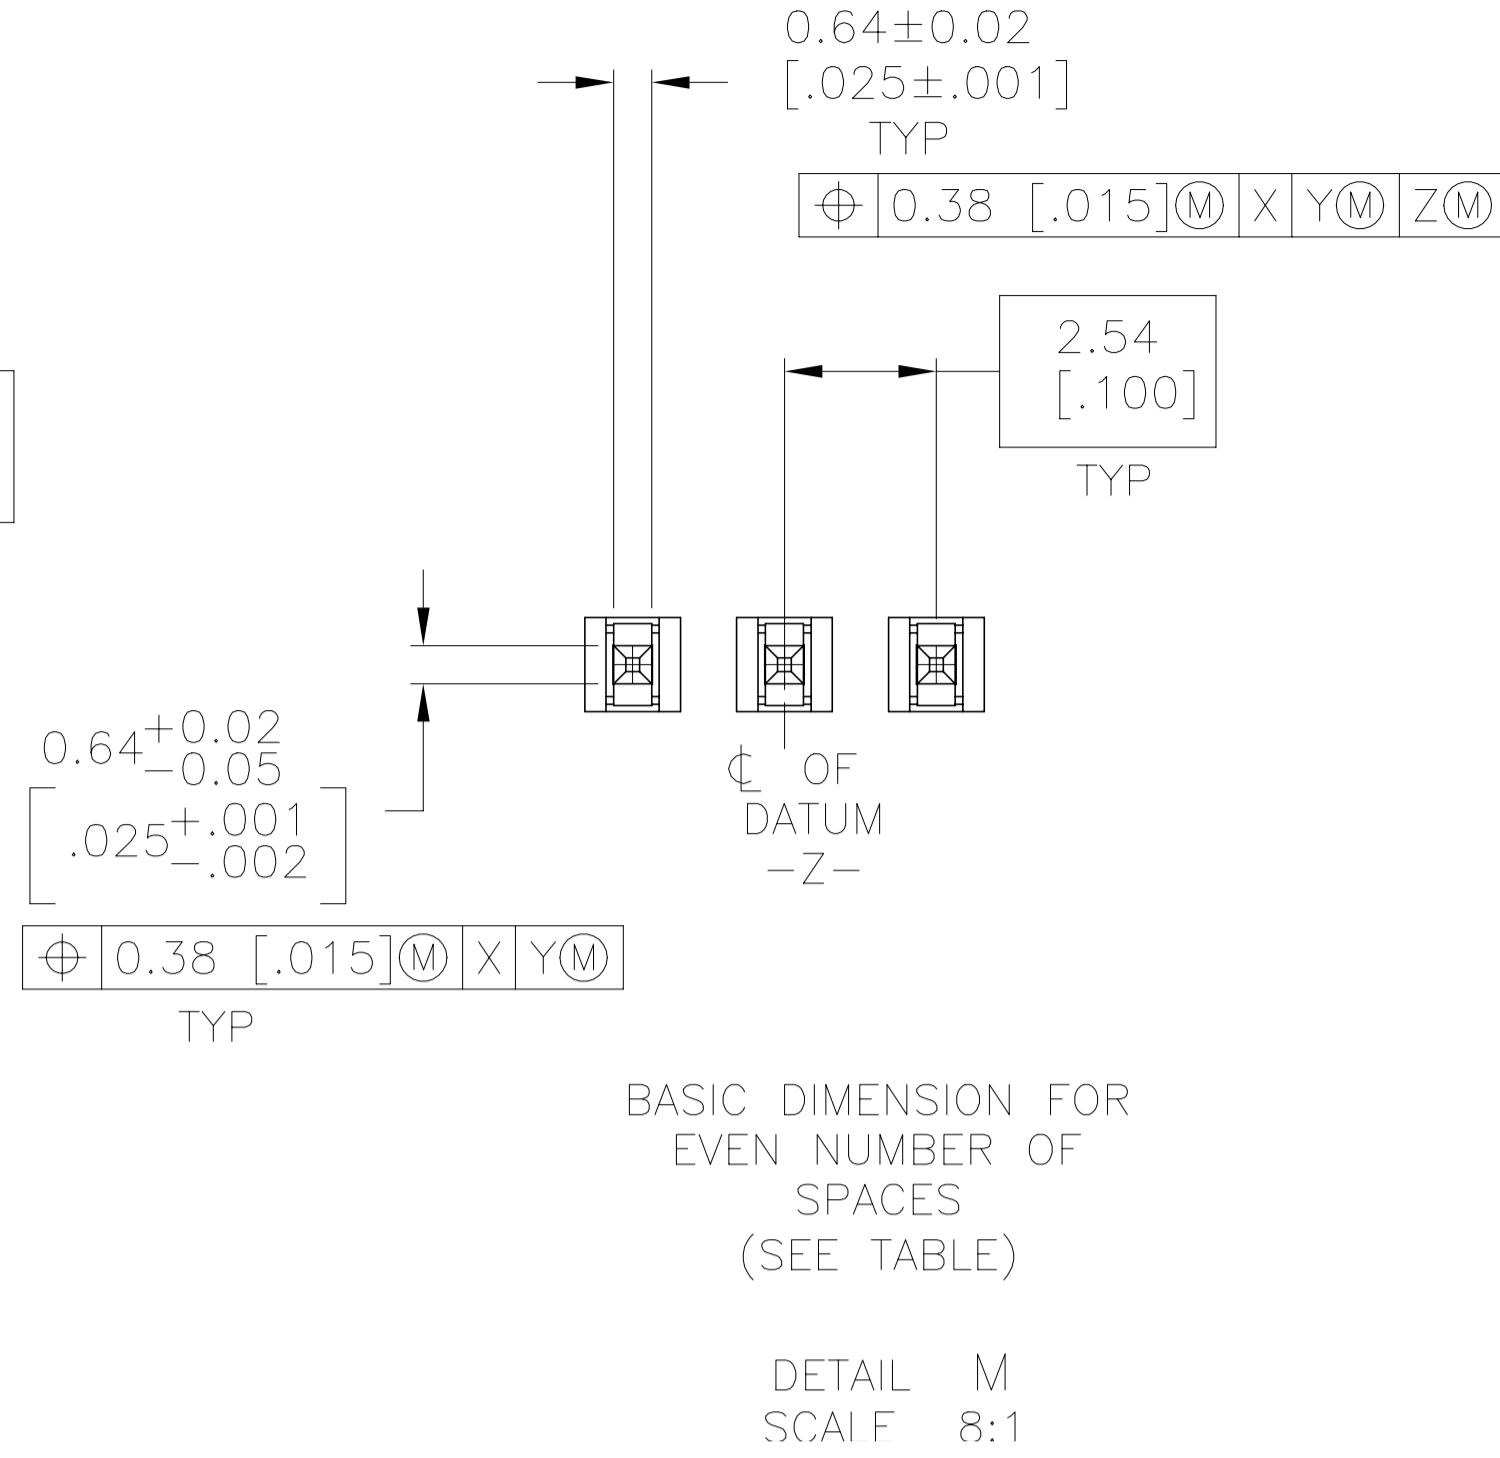 0.64±0.02
[.025±.001]
TYP
⌖ 0.38 [.015]Ⓜ X YⓂ ZⓂ
2.54
[.100]
TYP
0.64 +0.02
-0.05
[.025 +.001
-.002]
⌖ 0.38 [.015]Ⓜ X YⓂ
TYP
℄ OF
DATUM
-Z-
BASIC DIMENSION FOR
EVEN NUMBER OF
SPACES
(SEE TABLE)
DETAIL M
SCALE 8:1